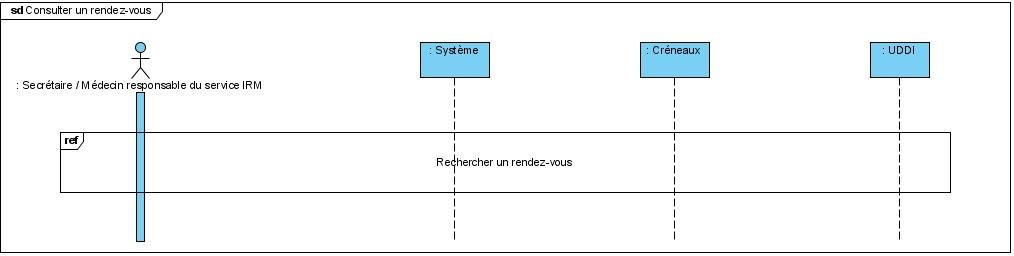 sd Consulter un rendez-vous
: Système
: Créneaux
: UDDI
: Secrétaire / Médecin responsable du service IRM
ref
Rechercher un rendez-vous